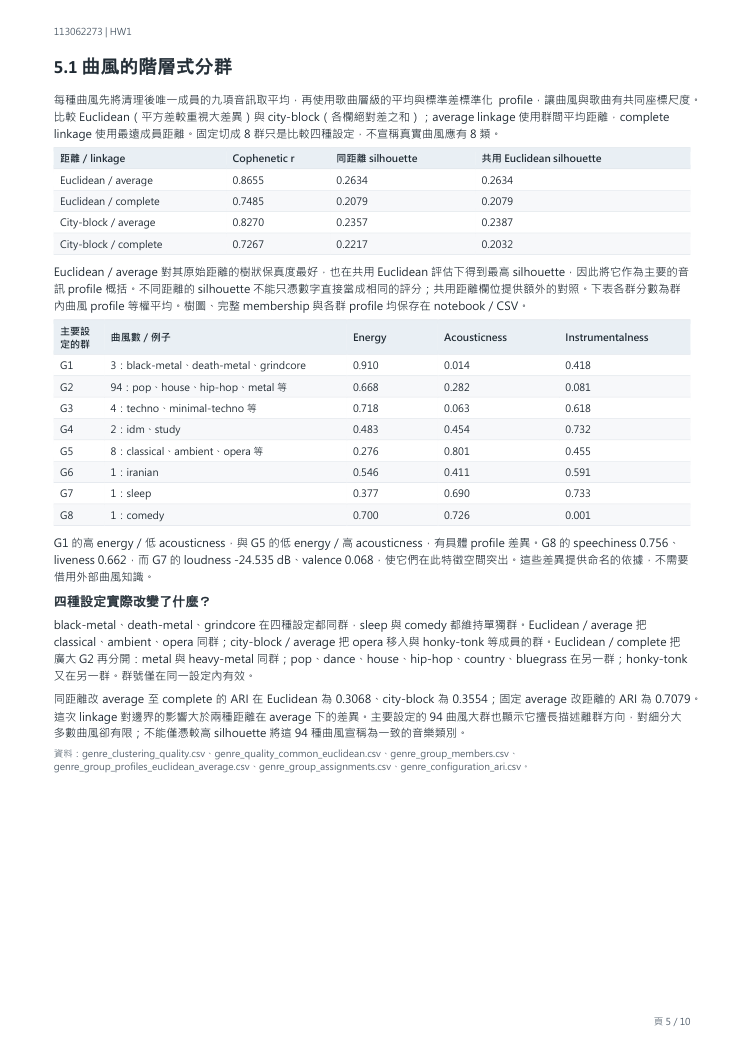 113062273 | HW1
5.1 曲風的階層式分群
每種曲風先將清理後唯一成員的九項音訊取平均，再使用歌曲層級的平均與標準差標準化 profile，讓曲風與歌曲有共同座標尺度。
比較 Euclidean（平方差較重視大差異）與 city-block（各欄絕對差之和）；average linkage 使用群間平均距離，complete
linkage 使用最遠成員距離。固定切成 8 群只是比較四種設定，不宣稱真實曲風應有 8 類。
距離 / linkage Cophenetic r 同距離 silhouette 共用 Euclidean silhouette
Euclidean / average 0.8655 0.2634 0.2634
Euclidean / complete 0.7485 0.2079 0.2079
City-block / average 0.8270 0.2357 0.2387
City-block / complete 0.7267 0.2217 0.2032
Euclidean / average 對其原始距離的樹狀保真度最好，也在共用 Euclidean 評估下得到最高 silhouette，因此將它作為主要的音
訊 profile 概括。不同距離的 silhouette 不能只憑數字直接當成相同的評分；共用距離欄位提供額外的對照。下表各群分數為群
內曲風 profile 等權平均。樹圖、完整 membership 與各群 profile 均保存在 notebook / CSV。
主要設
定的群 曲風數 / 例子 Energy Acousticness Instrumentalness
G1 3：black-metal、death-metal、grindcore 0.910 0.014 0.418
G2 94：pop、house、hip-hop、metal 等 0.668 0.282 0.081
G3 4：techno、minimal-techno 等 0.718 0.063 0.618
G4 2：idm、study 0.483 0.454 0.732
G5 8：classical、ambient、opera 等 0.276 0.801 0.455
G6 1：iranian 0.546 0.411 0.591
G7 1：sleep 0.377 0.690 0.733
G8 1：comedy 0.700 0.726 0.001
G1 的高 energy / 低 acousticness，與 G5 的低 energy / 高 acousticness，有具體 profile 差異。G8 的 speechiness 0.756、
liveness 0.662，而 G7 的 loudness -24.535 dB、valence 0.068，使它們在此特徵空間突出。這些差異提供命名的依據，不需要
借用外部曲風知識。
四種設定實際改變了什麼？
black-metal、death-metal、grindcore 在四種設定都同群，sleep 與 comedy 都維持單獨群。Euclidean / average 把
classical、ambient、opera 同群；city-block / average 把 opera 移入與 honky-tonk 等成員的群。Euclidean / complete 把
廣大 G2 再分開：metal 與 heavy-metal 同群；pop、dance、house、hip-hop、country、bluegrass 在另一群；honky-tonk
又在另一群。群號僅在同一設定內有效。
同距離改 average 至 complete 的 ARI 在 Euclidean 為 0.3068、city-block 為 0.3554；固定 average 改距離的 ARI 為 0.7079。
這次 linkage 對邊界的影響大於兩種距離在 average 下的差異。主要設定的 94 曲風大群也顯示它擅長描述離群方向，對細分大
多數曲風卻有限；不能僅憑較高 silhouette 將這 94 種曲風宣稱為一致的音樂類別。
資料：genre_clustering_quality.csv、genre_quality_common_euclidean.csv、genre_group_members.csv、
genre_group_profiles_euclidean_average.csv、genre_group_assignments.csv、genre_configuration_ari.csv。
頁 5 / 10